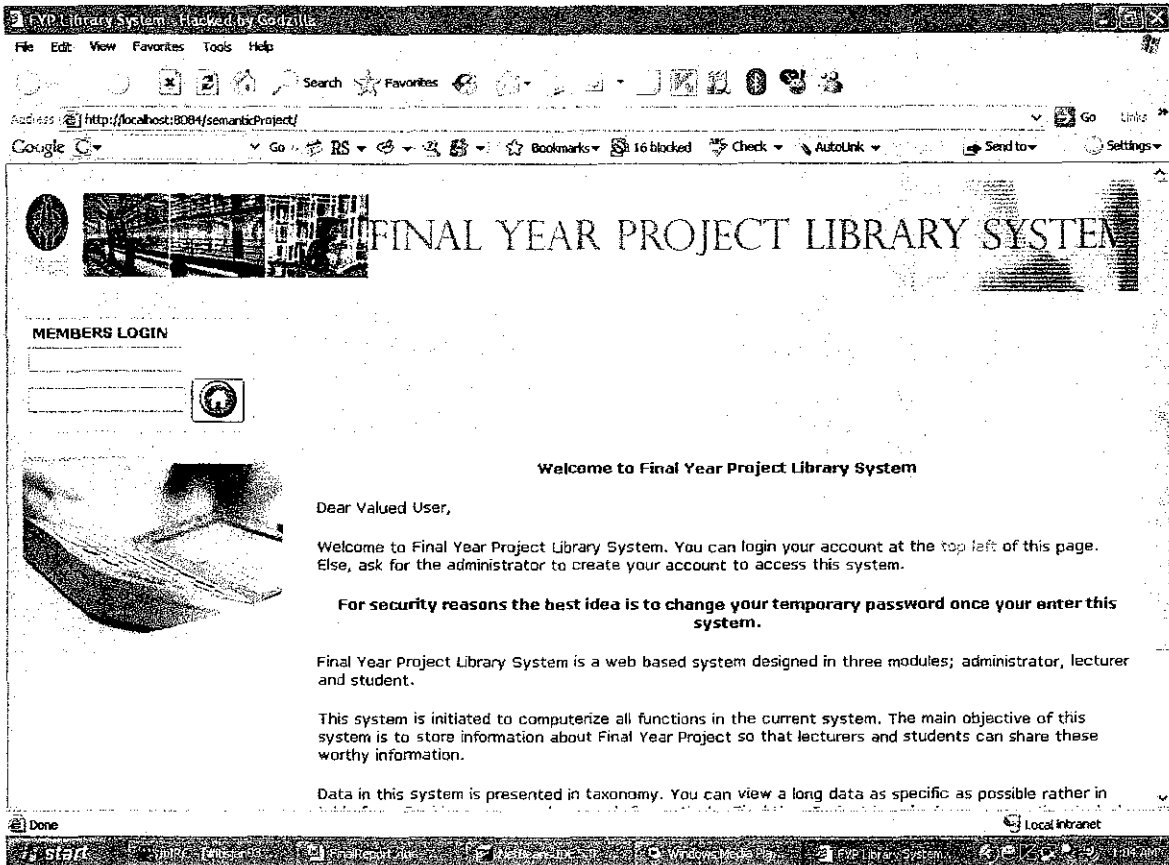 FYP Library System - Hacked by Godzilla
File Edit View Favorites Tools Help
Search Favorites
Address http://localhost:8084/semanticProject/ Go Links »
Google G Go RS Bookmarks 16 blocked Check AutoLink Send to Settings
FINAL YEAR PROJECT LIBRARY SYSTEM
MEMBERS LOGIN
Welcome to Final Year Project Library System
Dear Valued User,
Welcome to Final Year Project Library System. You can login your account at the top left of this page.
Else, ask for the administrator to create your account to access this system.
For security reasons the best idea is to change your temporary password once your enter this
system.
Final Year Project Library System is a web based system designed in three modules; administrator, lecturer
and student.
This system is initiated to computerize all functions in the current system. The main objective of this
system is to store information about Final Year Project so that lecturers and students can share these
worthy information.
Data in this system is presented in taxonomy. You can view a long data as specific as possible rather in
Done Local intranet
start Windows Media FYP Library System